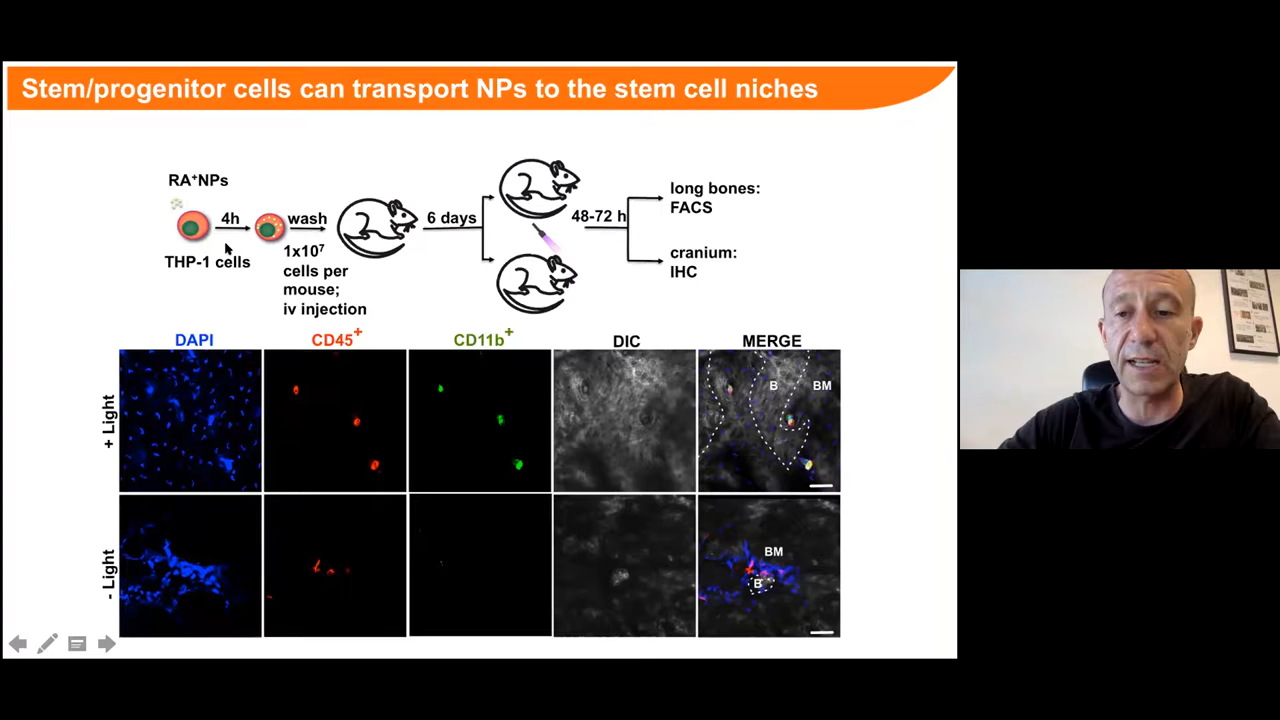 Stem/progenitor cells can transport NPs to the stem cell niches
RA⁺NPs
4h
wash
6 days
48-72 h
long bones:
FACS
THP-1 cells
1x10⁷
cells per
mouse;
iv injection
cranium:
IHC
DAPI
CD45⁺
CD11b⁺
DIC
MERGE
+ Light
B
BM
- Light
BM
B